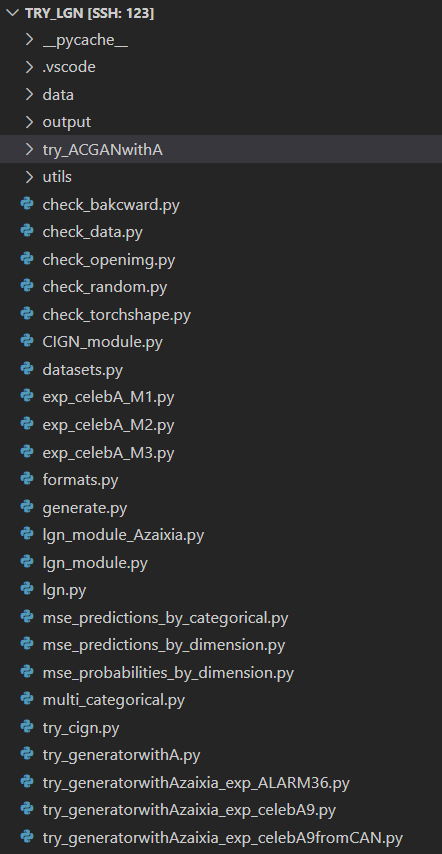 TRY_LGN [SSH: 123]
__pycache__
.vscode
data
output
try_ACGANwithA
utils
check_bakcward.py
check_data.py
check_openimg.py
check_random.py
check_torchshape.py
CIGN_module.py
datasets.py
exp_celebA_M1.py
exp_celebA_M2.py
exp_celebA_M3.py
formats.py
generate.py
lgn_module_Azaixia.py
lgn_module.py
lgn.py
mse_predictions_by_categorical.py
mse_predictions_by_dimension.py
mse_probabilities_by_dimension.py
multi_categorical.py
try_cign.py
try_generatorwithA.py
try_generatorwithAzaixia_exp_ALARM36.py
try_generatorwithAzaixia_exp_celebA9.py
try_generatorwithAzaixia_exp_celebA9fromCAN.py